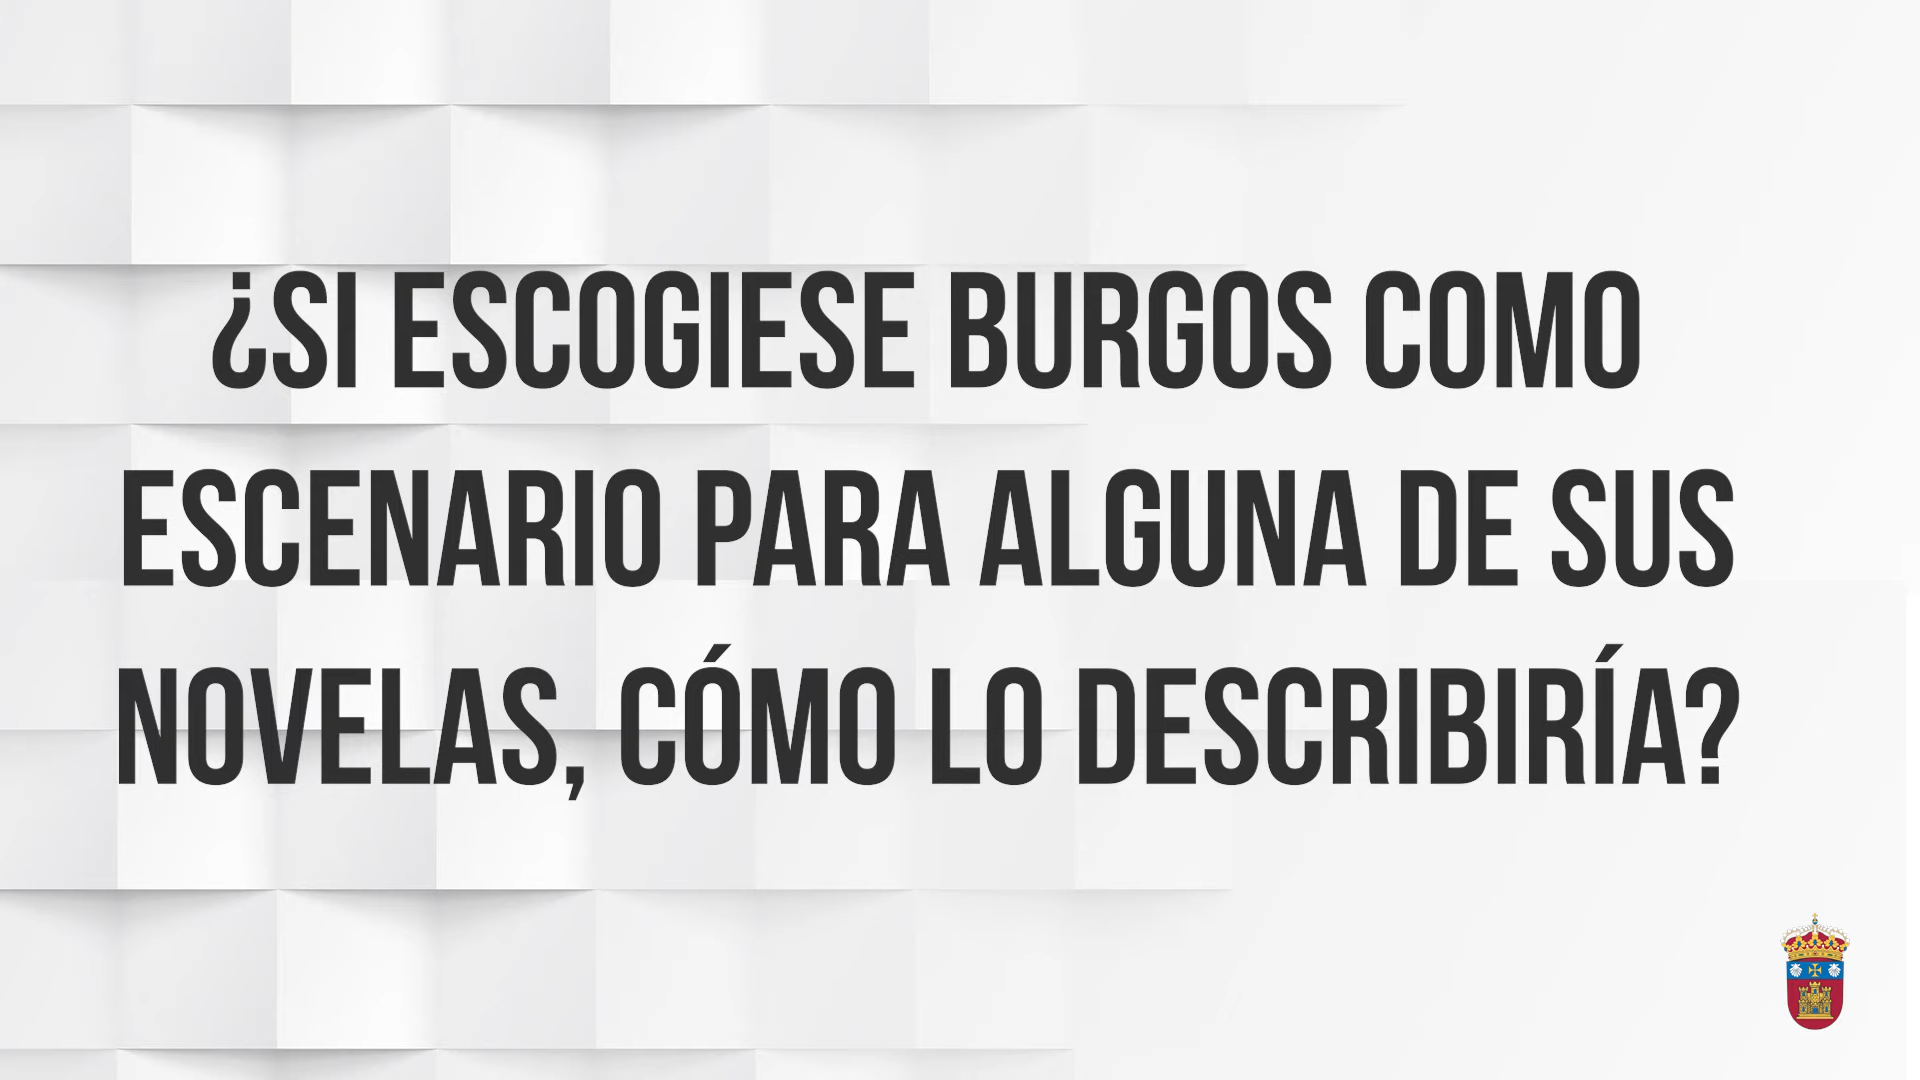 ¿SI ESCOGIESE BURGOS COMO
ESCENARIO PARA ALGUNA DE SUS
NOVELAS, CÓMO LO DESCRIBIRÍA?